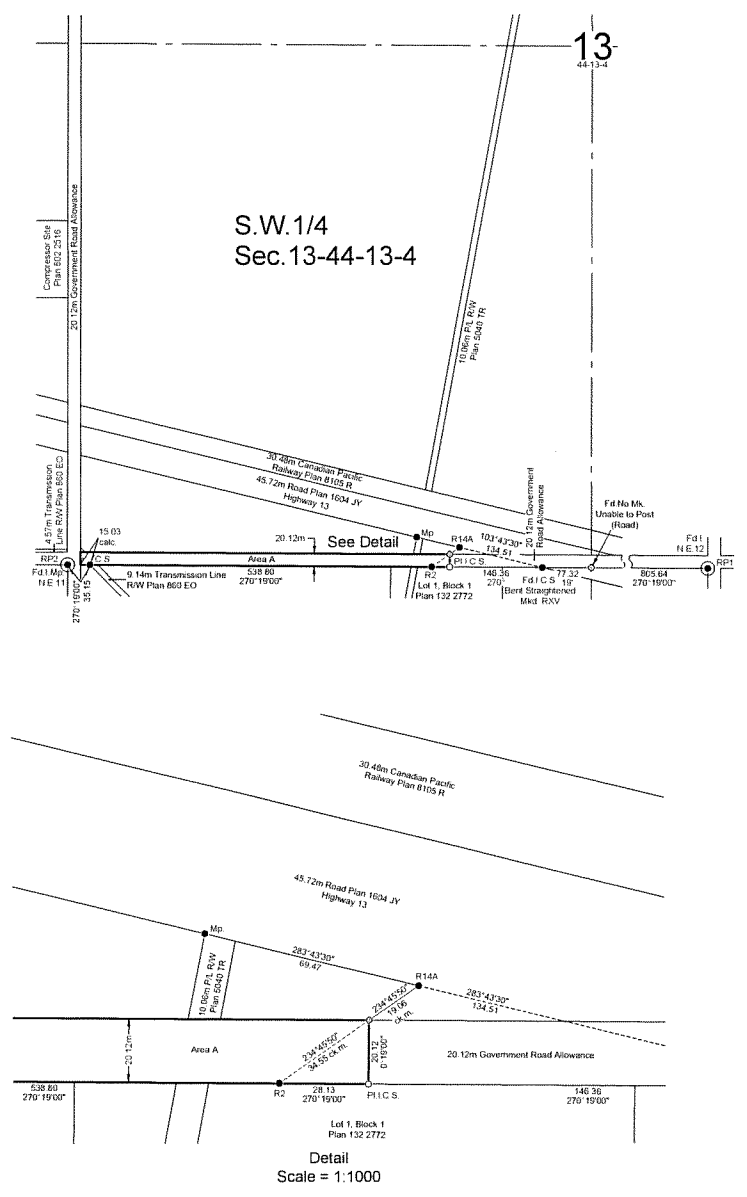 13
44-13-4
S.W.1/4
Sec.13-44-13-4
Compressor Site
Plan 802 2516
20.12m Government Road Allowance
10.06m P/L R/W
Plan 5040 TR
30.48m Canadian Pacific
Railway Plan 8105 R
45.72m Road Plan 1604 JY
Highway 13
4.57m Transmission
Line R/W Plan 860 EO
20.12m Government
Road Allowance
Fd.No Mk.
Unable to Post
(Road)
15.03
calc.
20.12m
See Detail
Mp.
R14A
103°43'30"
134.51
Fd.I.
N.E.12
RP2
Fd.I.Mp.
N.E.11
C.S.
Area A
538.80
270°19'00"
R2
Pl.I.C.S.
146.36
270°
77.32
19'
805.64
270°19'00"
RP1
270°19'00"
35.15
9.14m Transmission Line
R/W Plan 860 EO
Lot 1, Block 1
Plan 132 2772
Fd.I.C.S.
Bent Straightened
Mkd. RXV
30.48m Canadian Pacific
Railway Plan 8105 R
45.72m Road Plan 1604 JY
Highway 13
Mp.
10.06m P/L R/W
Plan 5040 TR
283°43'30"
69.47
R14A
283°43'30"
134.51
234°45'50"
19.06
ck.m.
20.12m
Area A
234°45'50"
34.55 ck.m.
20.12
0°19'00"
20.12m Government Road Allowance
538.80
270°19'00"
R2
28.13
270°19'00"
Pl.I.C.S.
146.36
270°19'00"
Lot 1, Block 1
Plan 132 2772
Detail
Scale = 1:1000